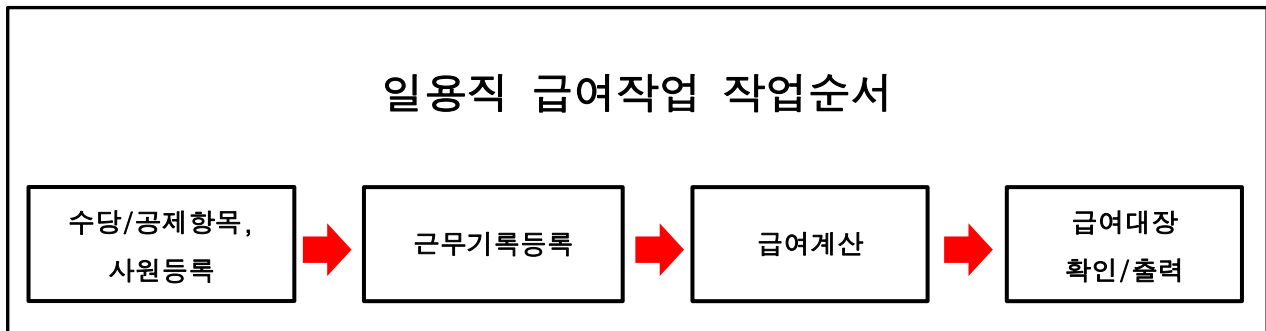 일용직 급여작업 작업순서
수당/공제항목,
사원등록
근무기록등록
급여계산
급여대장
확인/출력